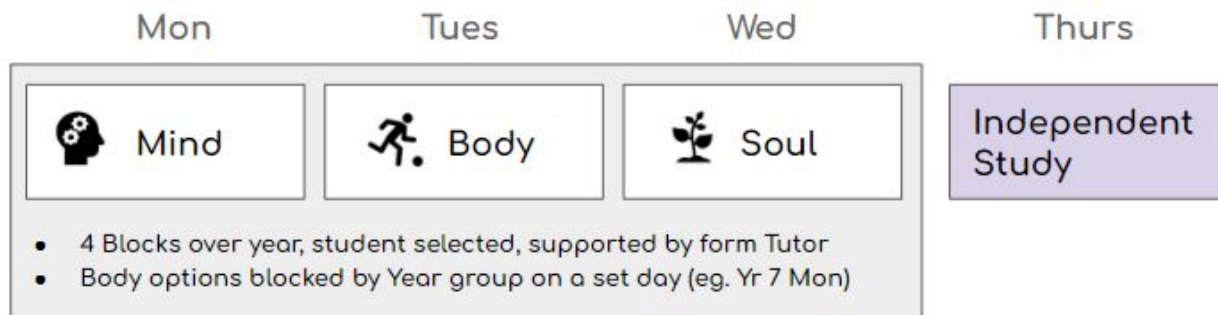 Mon Tues Wed Thurs
Mind Body Soul Independent
Study
• 4 Blocks over year, student selected, supported by form Tutor
• Body options blocked by Year group on a set day (eg. Yr 7 Mon)